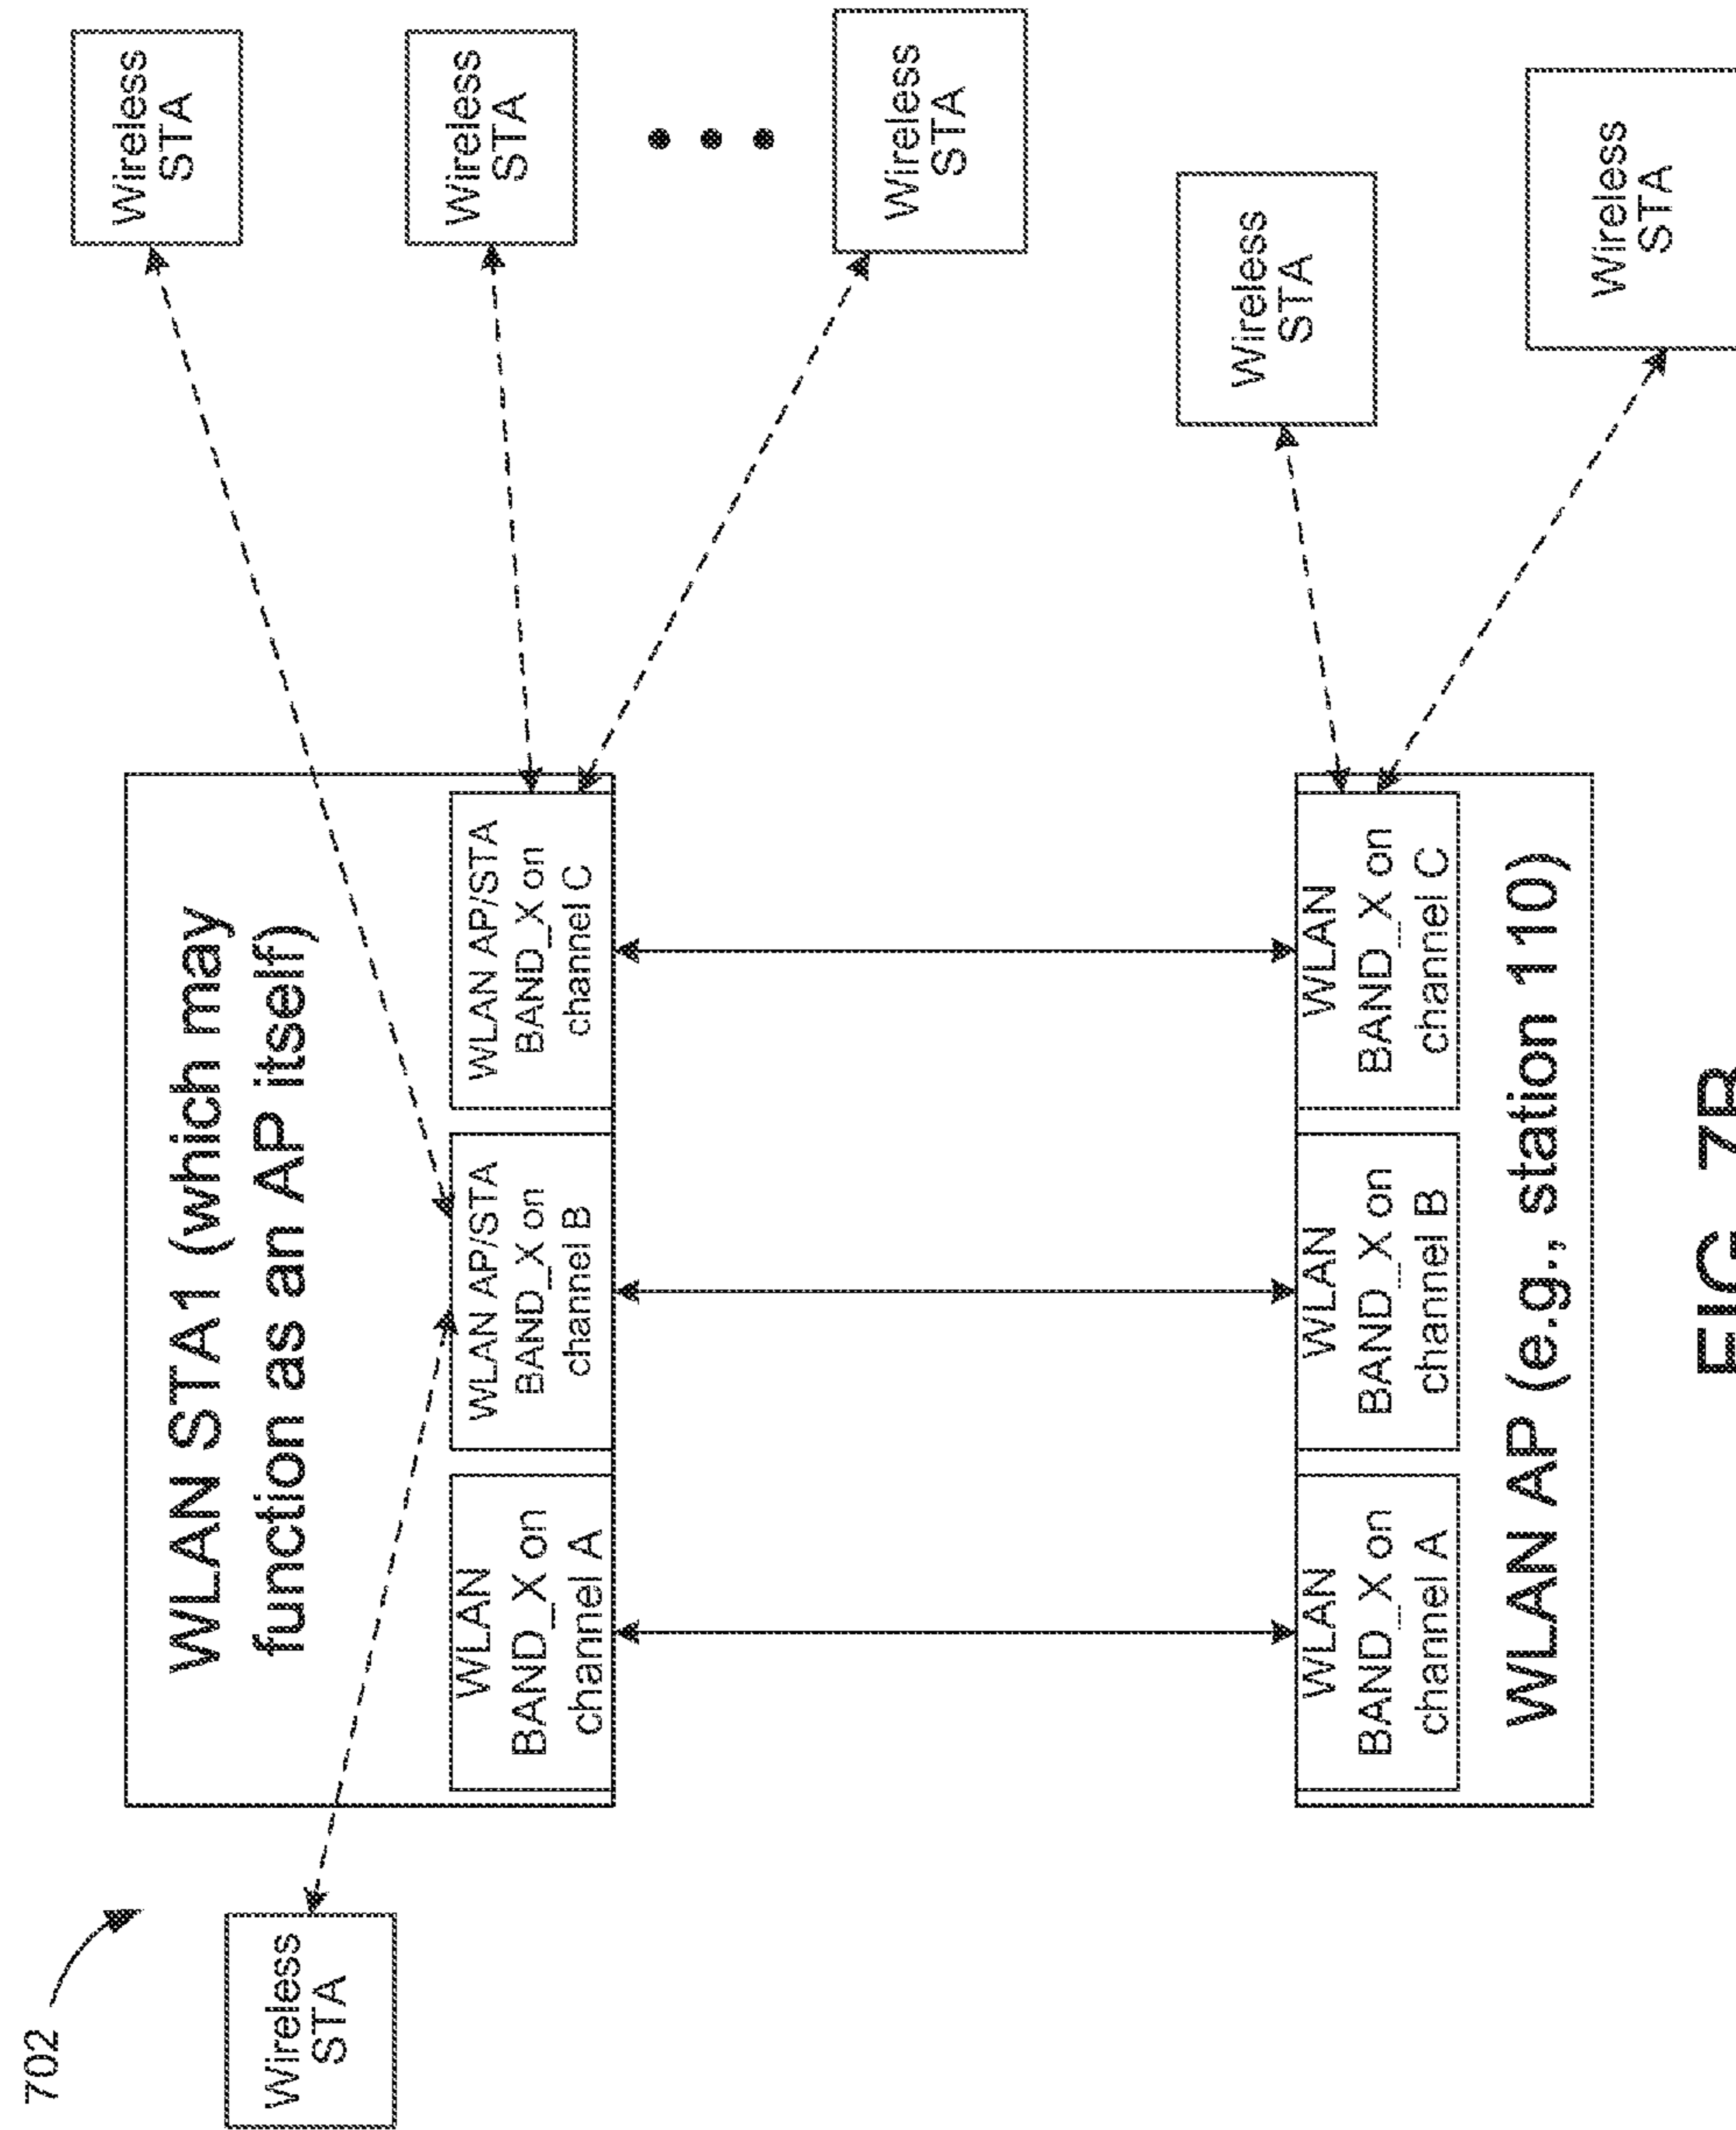 702
Wireless
STA
WLAN STA1 (which may
function as an AP itself)
Wireless
STA
WLAN
BAND_X on
channel A
WLAN AP/STA
BAND_X on
channel B
WLAN AP/STA
BAND_X on
channel C
Wireless
STA
Wireless
STA
Wireless
STA
WLAN
BAND_X on
channel A
WLAN
BAND_X on
channel B
WLAN
BAND_X on
channel C
WLAN AP (e.g., station 110)
Wireless
STA
FIG. 7B